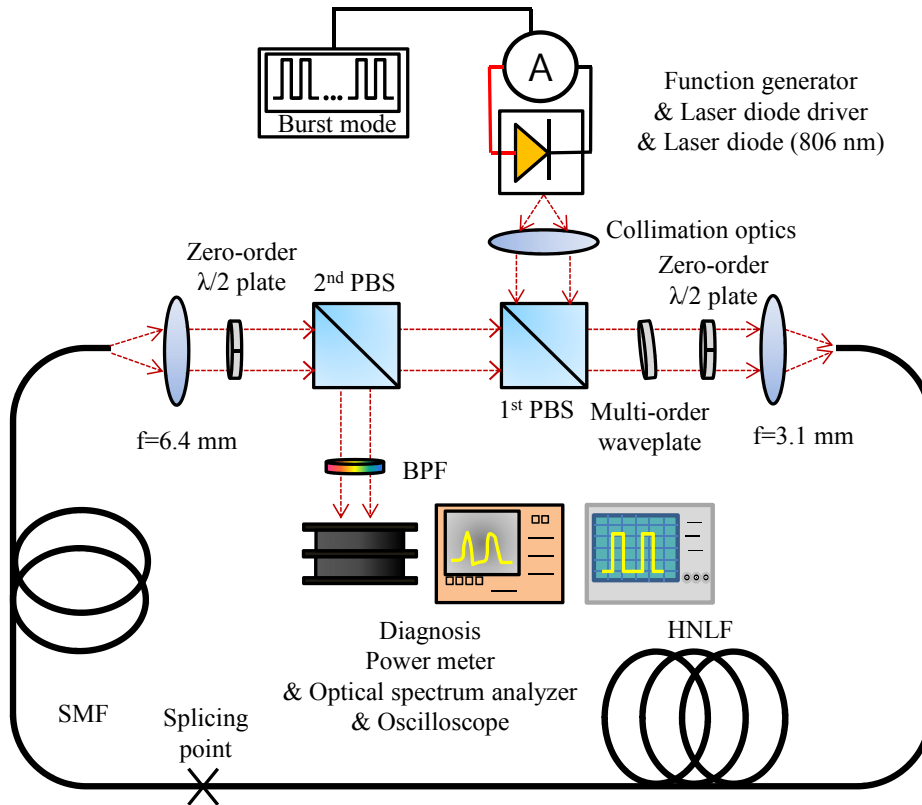 A
Burst mode
Function generator
& Laser diode driver
& Laser diode (806 nm)
Collimation optics
Zero-order
λ/2 plate
2nd PBS
Zero-order
λ/2 plate
1st PBS
Multi-order
waveplate
f=6.4 mm
f=3.1 mm
BPF
Diagnosis
Power meter
& Optical spectrum analyzer
& Oscilloscope
HNLF
SMF
Splicing
point